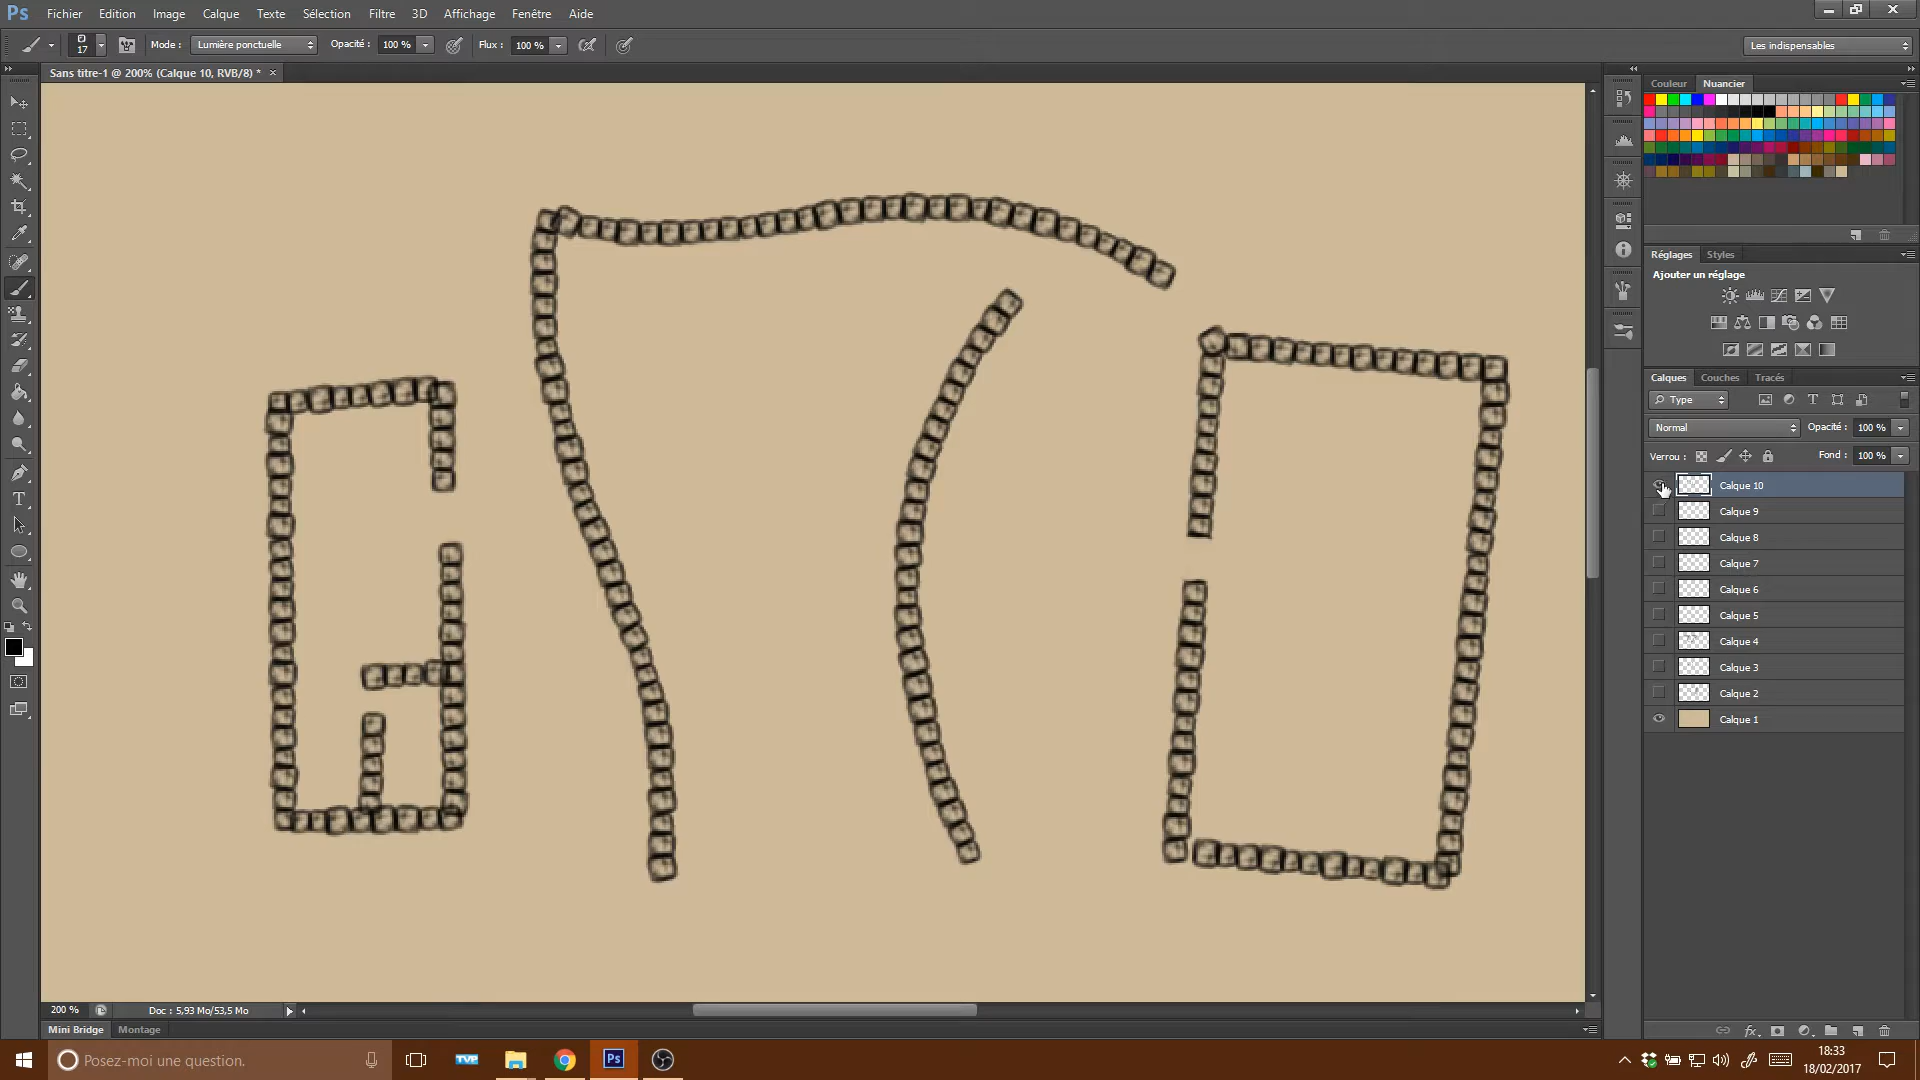 Ps Fichier Edition Image Calque Texte Sélection Filtre 3D Affichage Fenêtre Aide
17 Mode : Lumière ponctuelle Opacité : 100 % Flux : 100 % Les indispensables
Sans titre-1 @ 200% (Calque 10, RVB/8) * ×
Couleur Nuancier
Réglages Styles
Ajouter un réglage
Calques Couches Tracés
Type
Normal Opacité : 100 %
Verrou : Fond : 100 %
Calque 10
Calque 9
Calque 8
Calque 7
Calque 6
Calque 5
Calque 4
Calque 3
Calque 2
Calque 1
200 % Doc : 5,93 Mo/53,5 Mo
Mini Bridge Montage
Posez-moi une question. TVP Ps 18:33
18/02/2017